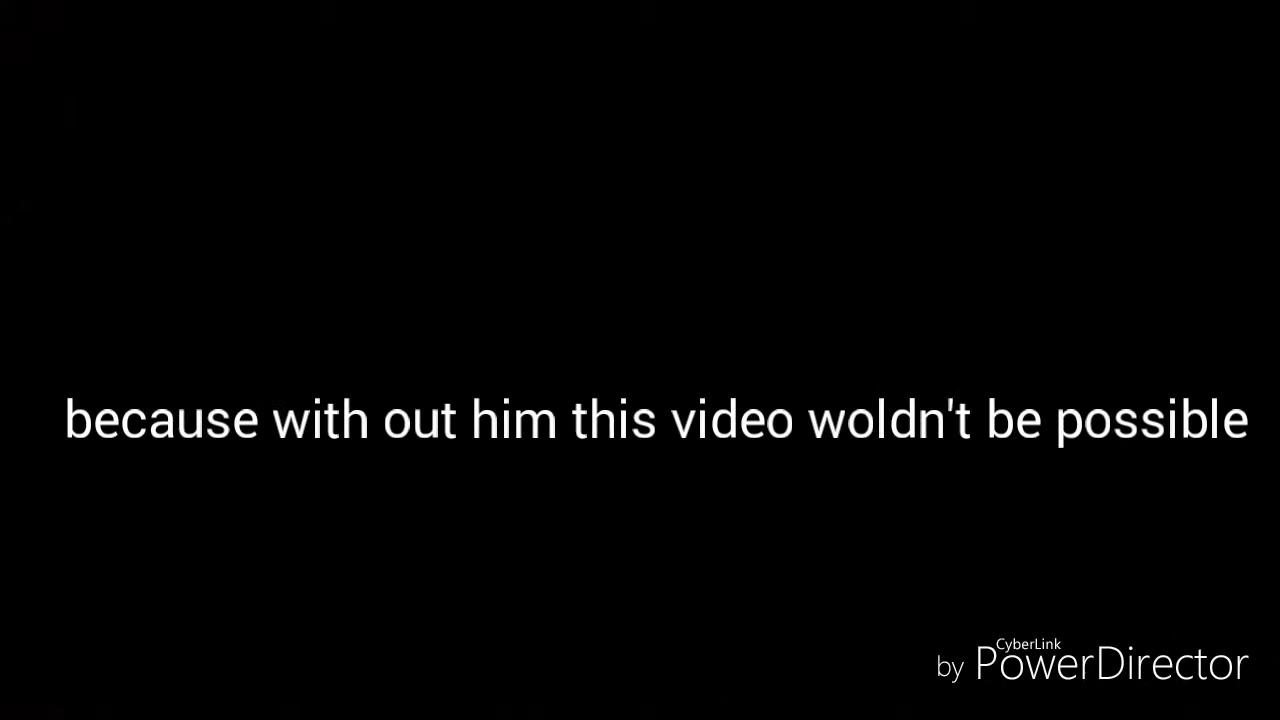 because with out him this video woldn't be possible
CyberLink
by PowerDirector